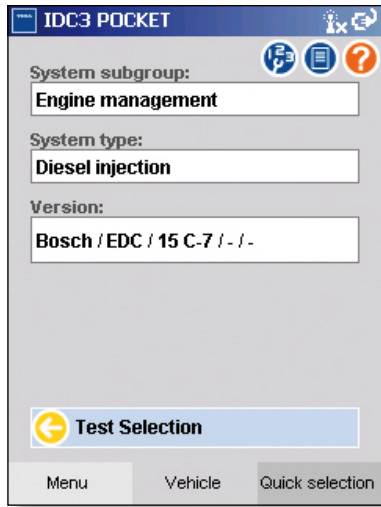 TEXA
IDC3 POCKET
System subgroup:
Engine management
System type:
Diesel injection
Version:
Bosch / EDC / 15 C-7 / - / -
Test Selection
Menu Vehicle Quick selection